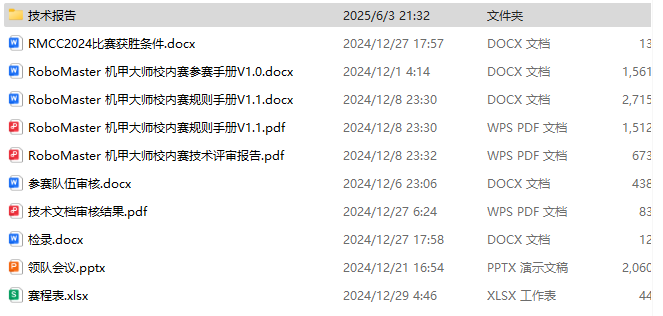 技术报告 2025/6/3 21:32 文件夹
RMCC2024比赛获胜条件.docx 2024/12/27 17:57 DOCX 文档 13
RoboMaster 机甲大师校内赛参赛手册V1.0.docx 2024/12/1 4:14 DOCX 文档 1,561
RoboMaster 机甲大师校内赛规则手册V1.1.docx 2024/12/8 23:30 DOCX 文档 2,715
RoboMaster 机甲大师校内赛规则手册V1.1.pdf 2024/12/8 23:30 WPS PDF 文档 1,512
RoboMaster 机甲大师校内赛技术评审报告.pdf 2024/12/8 23:32 WPS PDF 文档 673
参赛队伍审核.docx 2024/12/6 23:06 DOCX 文档 438
技术文档审核结果.pdf 2024/12/27 6:24 WPS PDF 文档 83
检录.docx 2024/12/27 17:58 DOCX 文档 12
领队会议.pptx 2024/12/21 16:54 PPTX 演示文稿 2,060
赛程表.xlsx 2024/12/29 4:46 XLSX 工作表 44